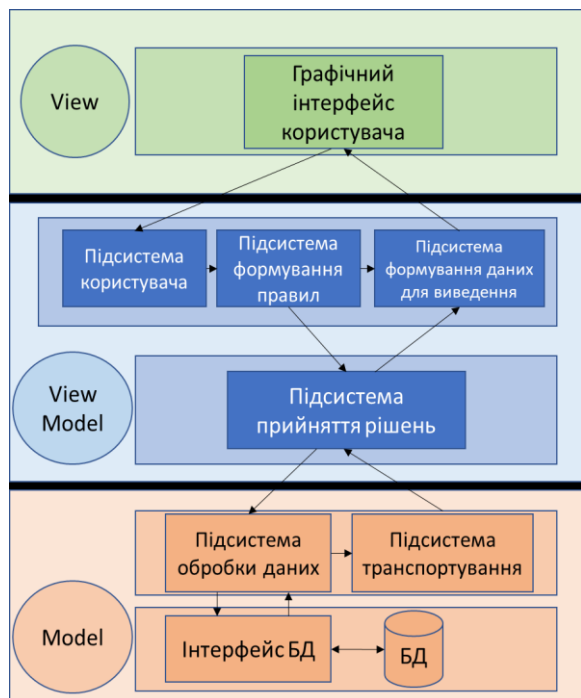 View
Графічний
інтерфейс
користувача
Підсистема
користувача
Підсистема
формування
правил
Підсистема
формування даних
для виведення
View
Model
Підсистема
прийняття рішень
Підсистема
обробки даних
Підсистема
транспортування
Model
Інтерфейс БД
БД